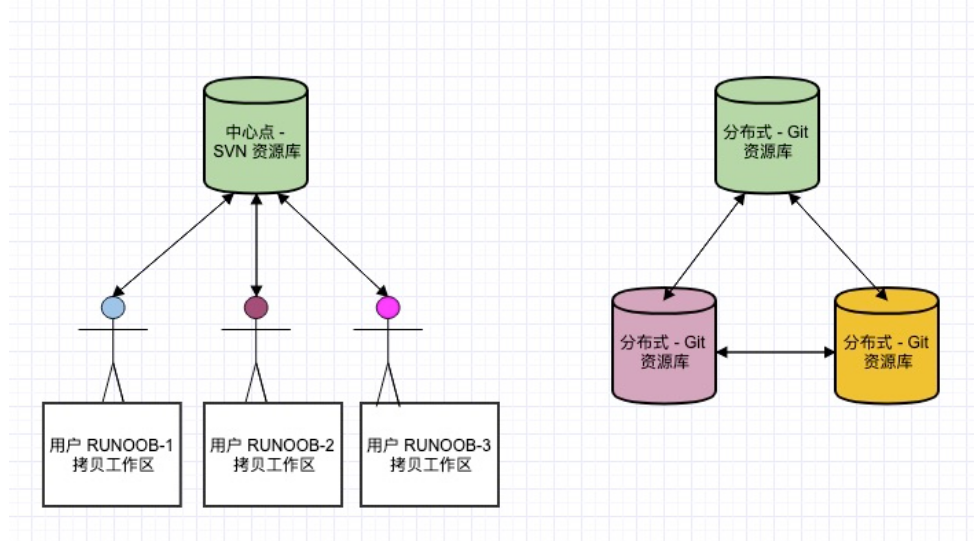 中心点 -
SVN 资源库
分布式 - Git
资源库
分布式 - Git
资源库
分布式 - Git
资源库
用户 RUNOOB-1
拷贝工作区
用户 RUNOOB-2
拷贝工作区
用户 RUNOOB-3
拷贝工作区